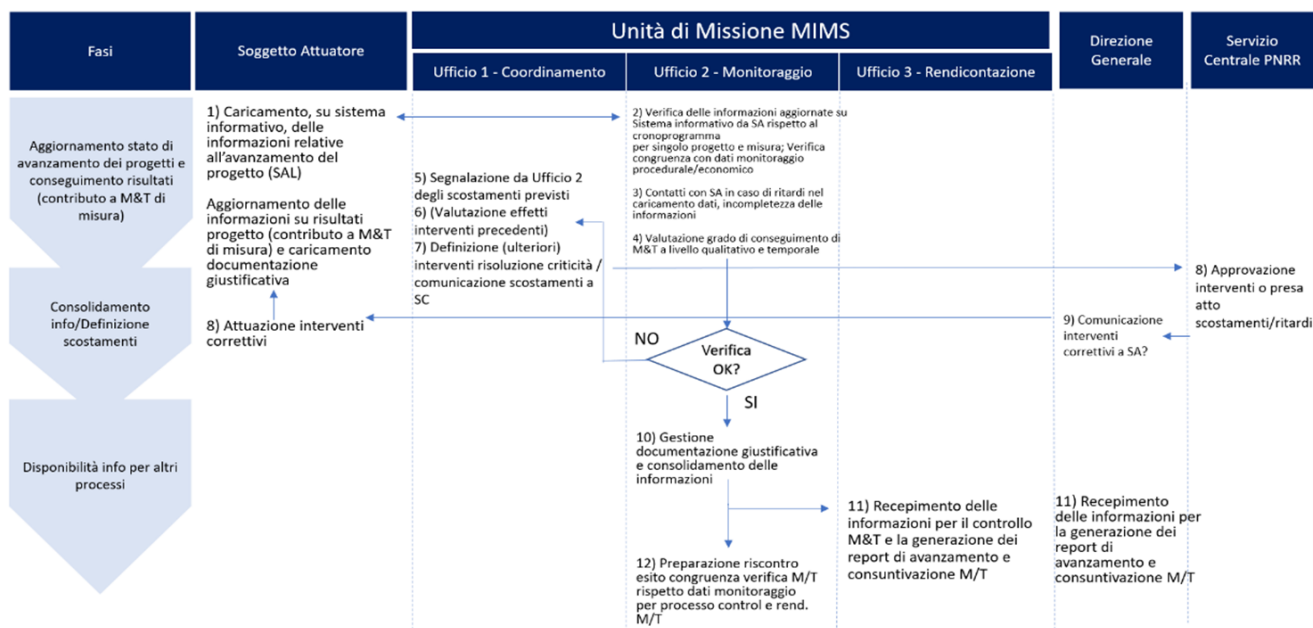 Fasi
Soggetto Attuatore
Unità di Missione MIMS
Ufficio 1 - Coordinamento
Ufficio 2 - Monitoraggio
Ufficio 3 - Rendicontazione
Direzione
Generale
Servizio
Centrale PNRR
Aggiornamento stato di
avanzamento dei progetti e
conseguimento risultati
(contributo a M&T di
misura)
1) Caricamento, su sistema
informativo, delle
informazioni relative
all’avanzamento del
progetto (SAL)
Aggiornamento delle
informazioni su risultati
progetto (contributo a M&T
di misura) e caricamento
documentazione
giustificativa
2) Verifica delle informazioni aggiornate su
Sistema informativo da SA rispetto al
cronoprogramma
per singolo progetto e misura; Verifica
congruenza con dati monitoraggio
procedurale/economico
3) Contatti con SA in caso di ritardi nel
caricamento dati, incompletezza delle
informazioni
4) Valutazione grado di conseguimento di
M&T a livello qualitativo e temporale
5) Segnalazione da Ufficio 2
degli scostamenti previsti
6) (Valutazione effetti
interventi precedenti)
7) Definizione (ulteriori)
interventi risoluzione criticità /
comunicazione scostamenti a
SC
8) Approvazione
interventi o presa
atto
scostamenti/ritardi
Consolidamento
info/Definizione
scostamenti
8) Attuazione interventi
correttivi
9) Comunicazione
interventi
correttivi a SA?
NO
Verifica
OK?
SI
Disponibilità info per altri
processi
10) Gestione
documentazione giustificativa
e consolidamento delle
informazioni
11) Recepimento delle
informazioni per il controllo
M&T e la generazione dei
report di avanzamento e
consuntivazione M/T
11) Recepimento
delle informazioni per
la generazione dei
report di
avanzamento e
consuntivazione M/T
12) Preparazione riscontro
esito congruenza verifica M/T
rispetto dati monitoraggio
per processo control e rend.
M/T